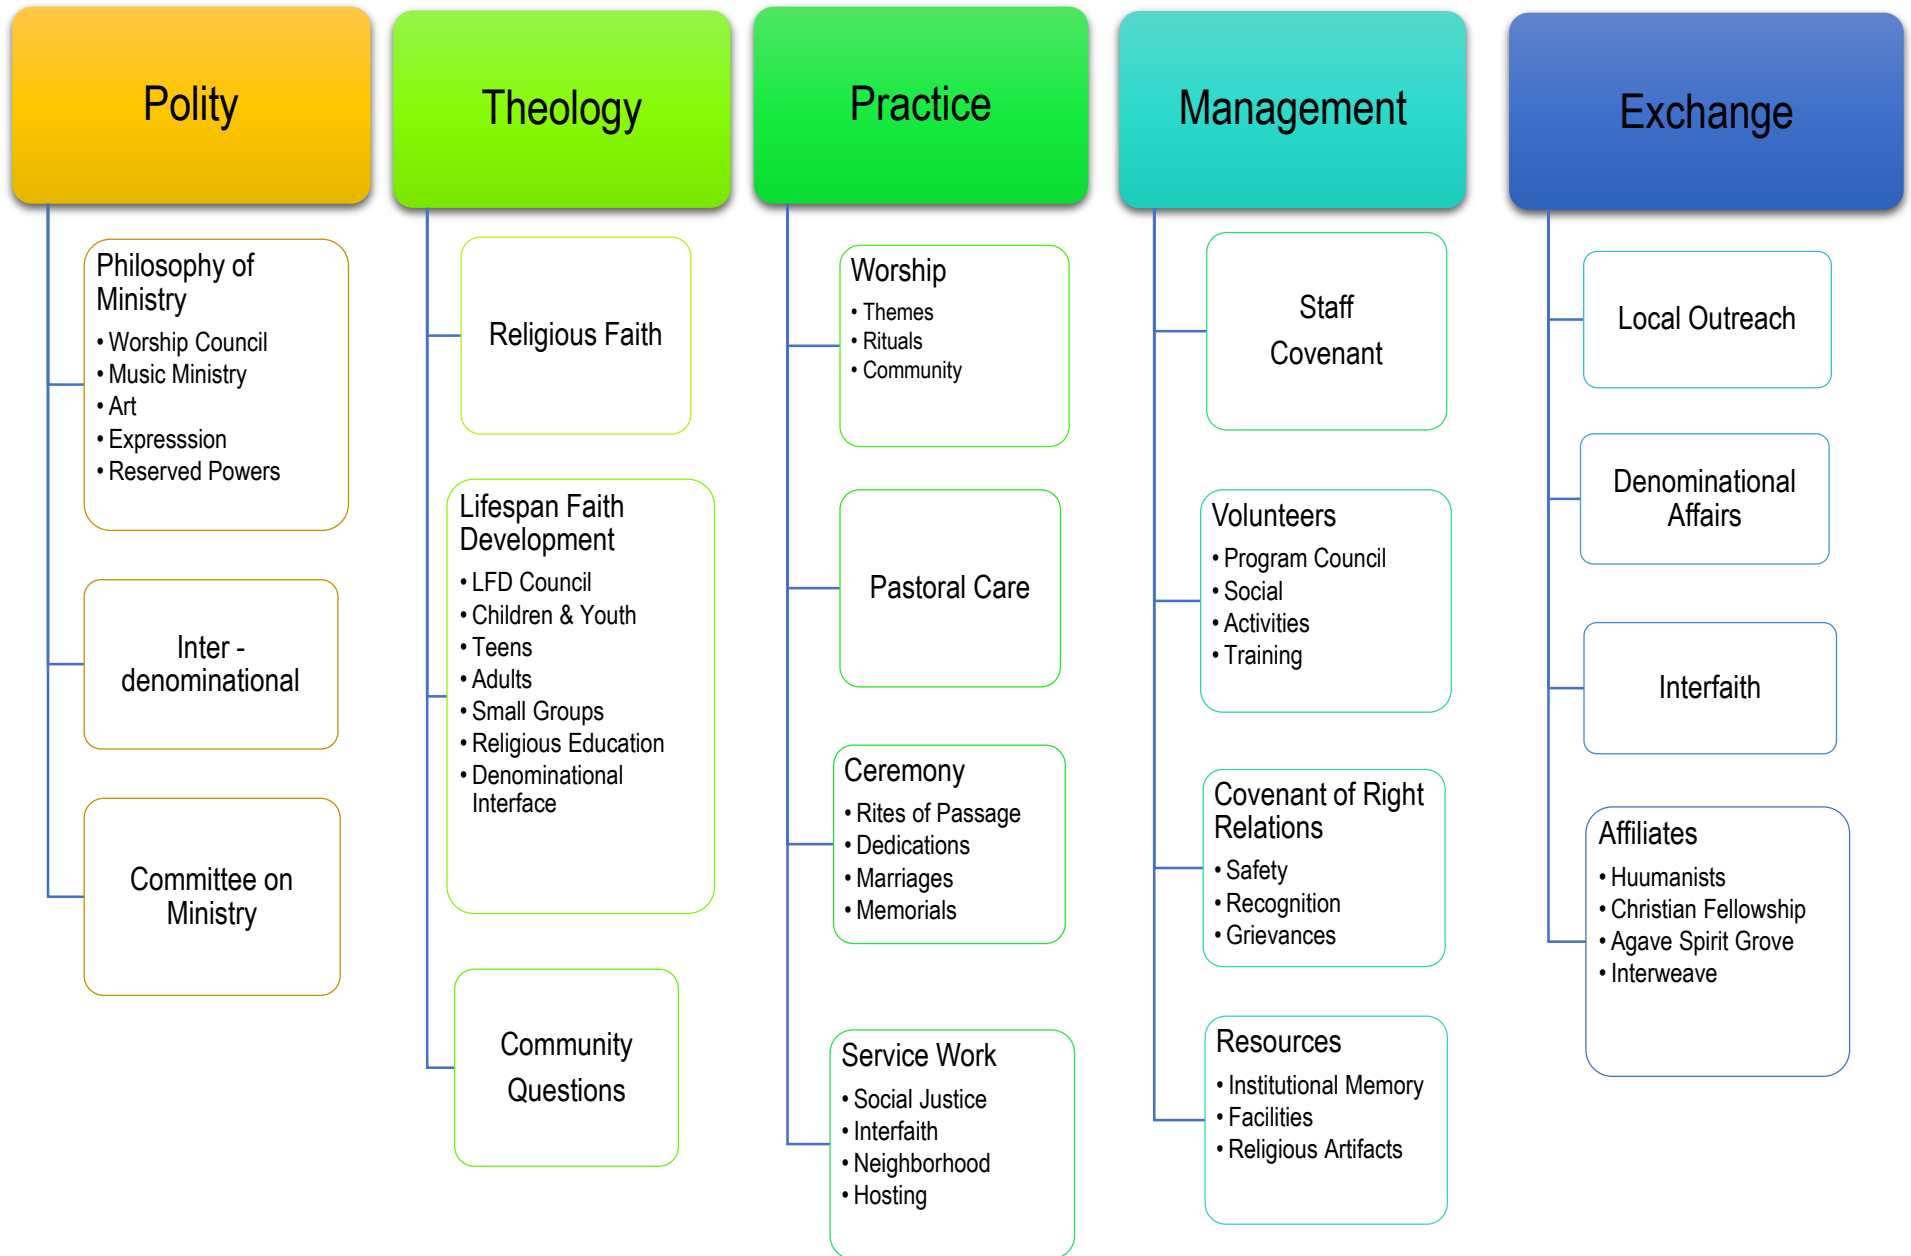 Polity
Philosophy of
Ministry
• Worship Council
• Music Ministry
• Art
• Expresssion
• Reserved Powers
Inter -
denominational
Committee on
Ministry
Theology
Religious Faith
Lifespan Faith
Development
• LFD Council
• Children & Youth
• Teens
• Adults
• Small Groups
• Religious Education
• Denominational
Interface
Community
Questions
Practice
Worship
• Themes
• Rituals
• Community
Pastoral Care
Ceremony
• Rites of Passage
• Dedications
• Marriages
• Memorials
Service Work
• Social Justice
• Interfaith
• Neighborhood
• Hosting
Management
Staff
Covenant
Volunteers
• Program Council
• Social
• Activities
• Training
Covenant of Right
Relations
• Safety
• Recognition
• Grievances
Resources
• Institutional Memory
• Facilities
• Religious Artifacts
Exchange
Local Outreach
Denominational
Affairs
Interfaith
Affiliates
• Huumanists
• Christian Fellowship
• Agave Spirit Grove
• Interweave